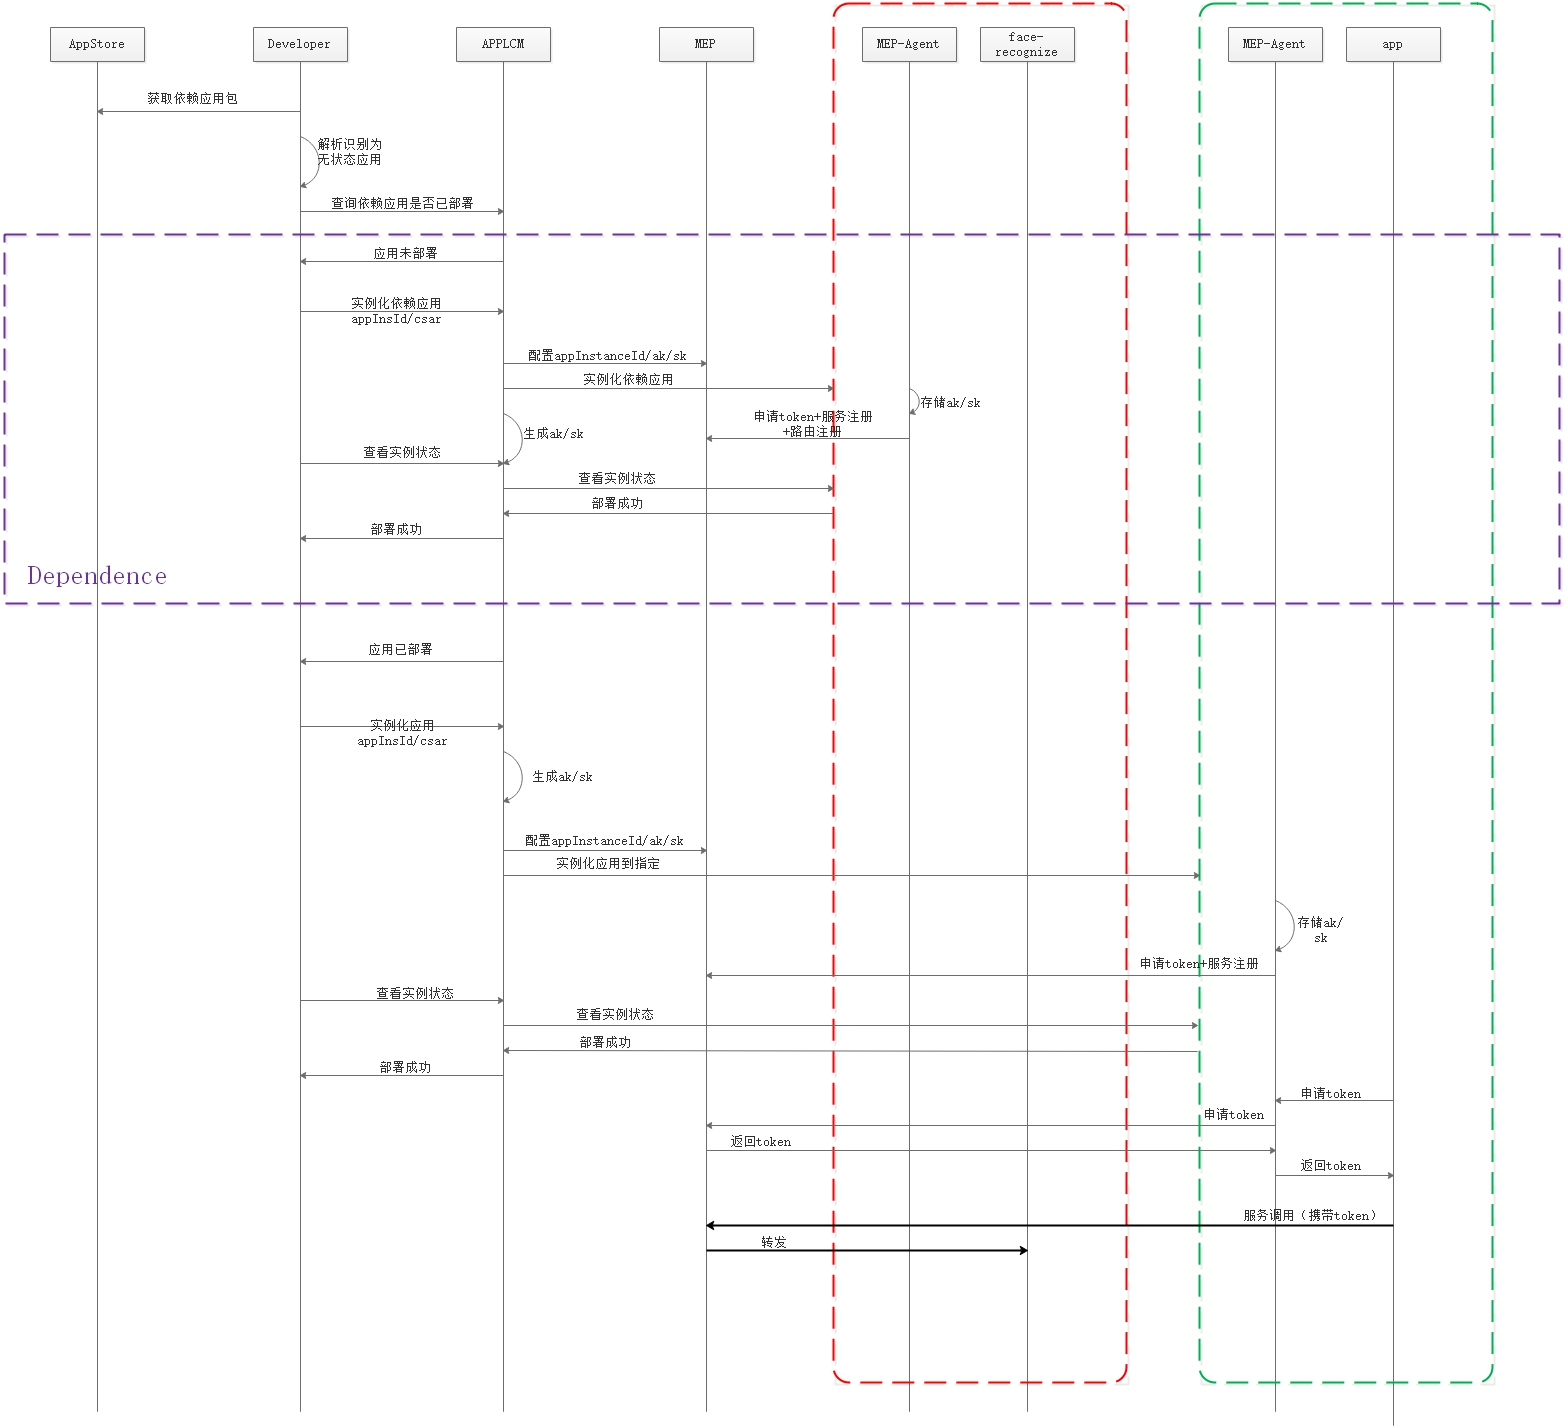 AppStore
Developer
APPLCM
MEP
MEP-Agent
face-
recognize
MEP-Agent
app
获取依赖应用包
解析识别为
无状态应用
查询依赖应用是否已部署
应用未部署
实例化依赖应用
appInsId/csar
配置appInstanceId/ak/sk
实例化依赖应用
存储ak/sk
申请token+服务注册
+路由注册
生成ak/sk
查看实例状态
查看实例状态
部署成功
部署成功
Dependence
应用已部署
实例化应用
appInsId/csar
生成ak/sk
配置appInstanceId/ak/sk
实例化应用到指定
存储ak/
sk
申请token+服务注册
查看实例状态
查看实例状态
部署成功
部署成功
申请token
申请token
返回token
返回token
服务调用（携带token）
转发